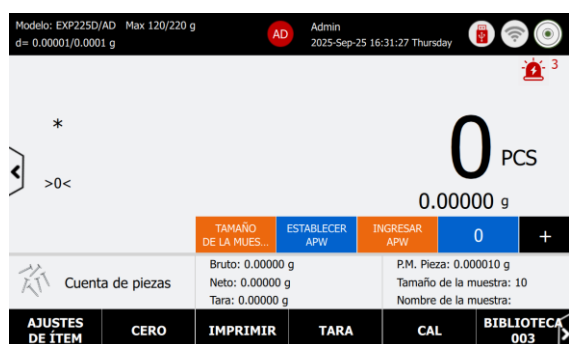 Modelo: EXP225D/AD Max 120/220 g
d= 0.00001/0.0001 g
AD
Admin
2025-Sep-25 16:31:27 Thursday
3
*
>0<
0 PCS
0.00000 g
TAMAÑO
DE LA MUES...
ESTABLECER
APW
INGRESAR
APW
0
+
Cuenta de piezas
Bruto: 0.00000 g
Neto: 0.00000 g
Tara: 0.00000 g
P.M. Pieza: 0.000010 g
Tamaño de la muestra: 10
Nombre de la muestra:
AJUSTES
DE ÍTEM
CERO
IMPRIMIR
TARA
CAL
BIBLIOTECA
003